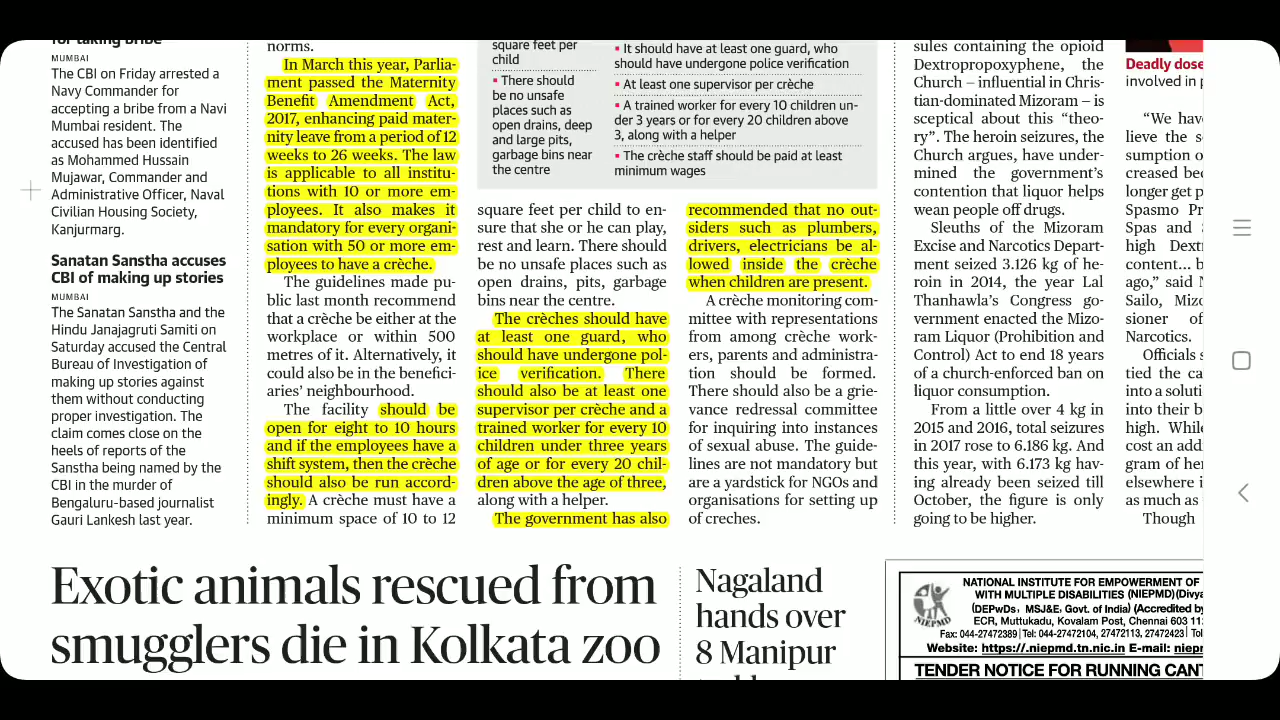 for taking bribe
MUMBAI
The CBI on Friday arrested a
Navy Commander for
accepting a bribe from a Navi
Mumbai resident. The
accused has been identified
as Mohammed Hussain
Mujawar, Commander and
Administrative Officer, Naval
Civilian Housing Society,
Kanjurmarg.
Sanatan Sanstha accuses
CBI of making up stories
MUMBAI
The Sanatan Sanstha and the
Hindu Janajagruti Samiti on
Saturday accused the Central
Bureau of Investigation of
making up stories against
them without conducting
proper investigation. The
claim comes close on the
heels of reports of the
Sanstha being named by the
CBI in the murder of
Bengaluru-based journalist
Gauri Lankesh last year.
norms.
In March this year, Parlia-
ment passed the Maternity
Benefit Amendment Act,
2017, enhancing paid mater-
nity leave from a period of 12
weeks to 26 weeks. The law
is applicable to all institu-
tions with 10 or more em-
ployees. It also makes it
mandatory for every organi-
sation with 50 or more em-
ployees to have a crèche.
The guidelines made pu-
blic last month recommend
that a crèche be either at the
workplace or within 500
metres of it. Alternatively, it
could also be in the benefici-
aries' neighbourhood.
The facility should be
open for eight to 10 hours
and if the employees have a
shift system, then the crèche
should also be run accord-
ingly. A crèche must have a
minimum space of 10 to 12
square feet per
child
▪ There should
be no unsafe
places such as
open drains, deep
and large pits,
garbage bins near
the centre
▪ It should have at least one guard, who
should have undergone police verification
▪ At least one supervisor per crèche
▪ A trained worker for every 10 children un-
der 3 years or for every 20 children above
3, along with a helper
▪ The crèche staff should be paid at least
minimum wages
square feet per child to en-
sure that she or he can play,
rest and learn. There should
be no unsafe places such as
open drains, pits, garbage
bins near the centre.
The crèches should have
at least one guard, who
should have undergone pol-
ice verification. There
should also be at least one
supervisor per crèche and a
trained worker for every 10
children under three years
of age or for every 20 chil-
dren above the age of three,
along with a helper.
The government has also
recommended that no out-
siders such as plumbers,
drivers, electricians be al-
lowed inside the crèche
when children are present.
A crèche monitoring com-
mittee with representations
from among crèche work-
ers, parents and administra-
tion should be formed.
There should also be a grie-
vance redressal committee
for inquiring into instances
of sexual abuse. The guide-
lines are not mandatory but
are a yardstick for NGOs and
organisations for setting up
of creches.
sules containing the opioid
Dextropropoxyphene, the
Church – influential in Chris-
tian-dominated Mizoram – is
sceptical about this “theo-
ry”. The heroin seizures, the
Church argues, have under-
mined the government's
contention that liquor helps
wean people off drugs.
Sleuths of the Mizoram
Excise and Narcotics Depart-
ment seized 3.126 kg of he-
roin in 2014, the year Lal
Thanhawla's Congress go-
vernment enacted the Mizo-
ram Liquor (Prohibition and
Control) Act to end 18 years
of a church-enforced ban on
liquor consumption.
From a little over 4 kg in
2015 and 2016, total seizures
in 2017 rose to 6.186 kg. And
this year, with 6.173 kg hav-
ing already been seized till
October, the figure is only
going to be higher.
Deadly dose
involved in
“We hav
lieve the
sumption o
creased be
longer get p
Spasmo Pr
Spas and
high Dext
content... b
ago,” said
Sailo, Mizo
sioner of
Narcotics.
Officials
tied the ca
into a soluti
into their b
high. While
cost an add
gram of her
elsewhere i
as much as
Though
Exotic animals rescued from
smugglers die in Kolkata zoo
Nagaland
hands over
8 Manipur
NIEPMD
NATIONAL INSTITUTE FOR EMPOWERMENT OF
WITH MULTIPLE DISABILITIES (NIEPMD)(Divya
(DEPwDs, MSJ&E, Govt. of India) (Accredited by
ECR, Muttukadu, Kovalam Post, Chennai 603 11
Fax: 044-27472389 | Tel: 044-27472104, 27472113, 27472423 | Tol
Website: https://.niepmd.tn.nic.in E-mail: niepm
TENDER NOTICE FOR RUNNING CANT